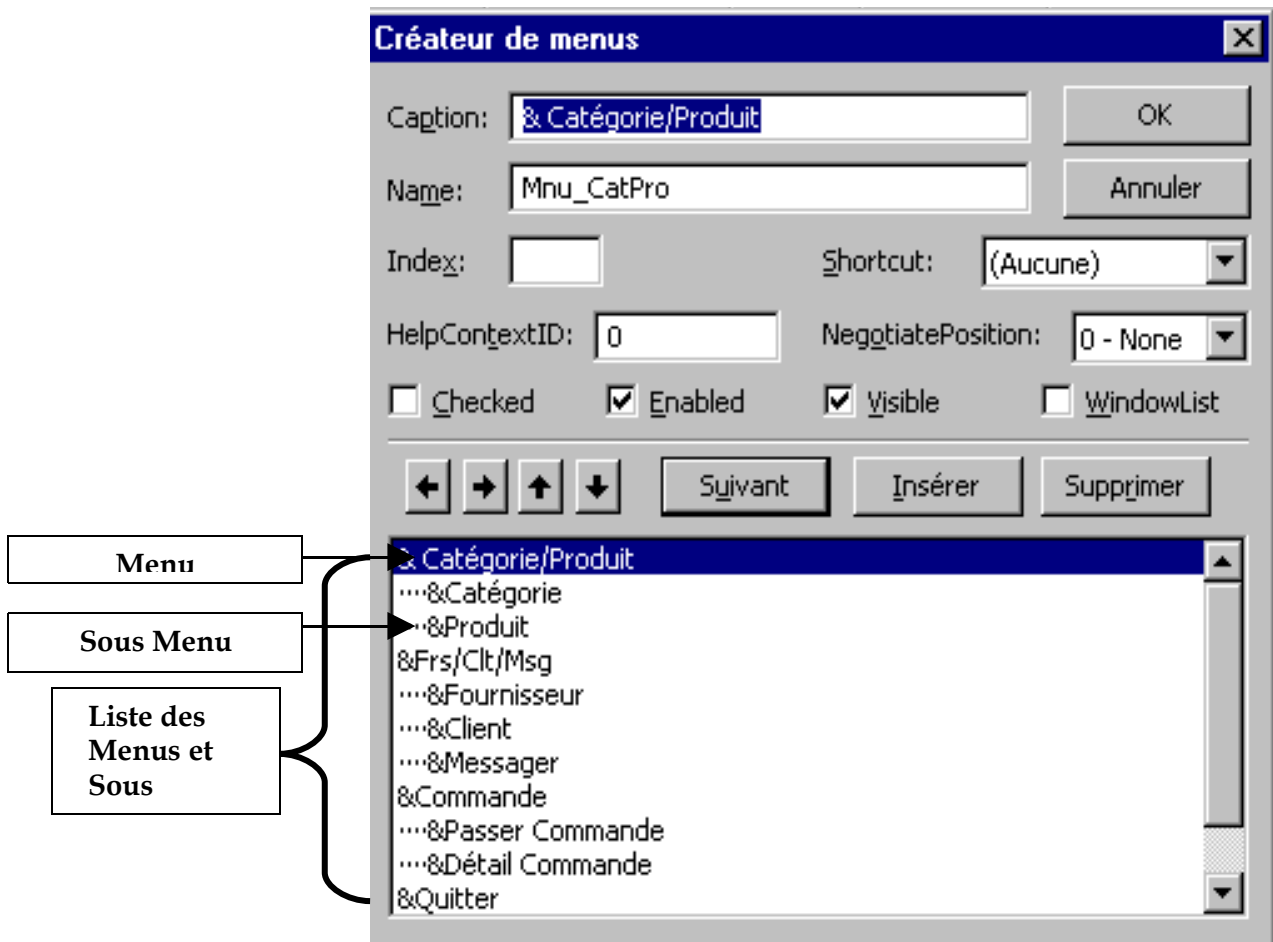 Créateur de menus
Caption: & Catégorie/Produit OK
Name: Mnu_CatPro Annuler
Index: Shortcut: (Aucune)
HelpContextID: 0 NegotiatePosition: 0 - None
Checked Enabled Visible WindowList
Suivant Insérer Supprimer
Menu
Sous Menu
Liste des
Menus et
Sous
& Catégorie/Produit
····&Catégorie
····&Produit
&Frs/Clt/Msg
····&Fournisseur
····&Client
····&Messager
&Commande
····&Passer Commande
····&Détail Commande
&Quitter